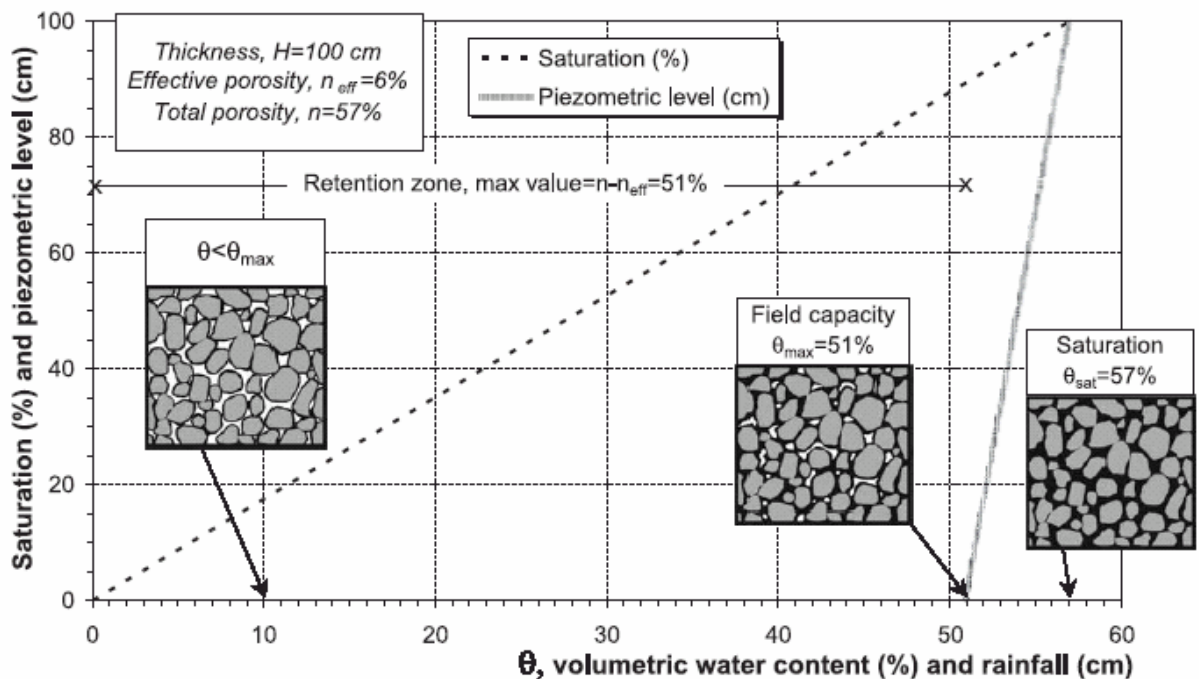 Thickness, H=100 cm
Effective porosity, n eff =6%
Total porosity, n=57%
Saturation (%)
Piezometric level (cm)
Saturation (%) and piezometric level (cm)
100
80
60
40
20
0
x Retention zone, max value=n-neff=51% x
θ<θmax
Field capacity
θmax=51%
Saturation
θsat=57%
0 10 20 30 40 50 60
θ, volumetric water content (%) and rainfall (cm)